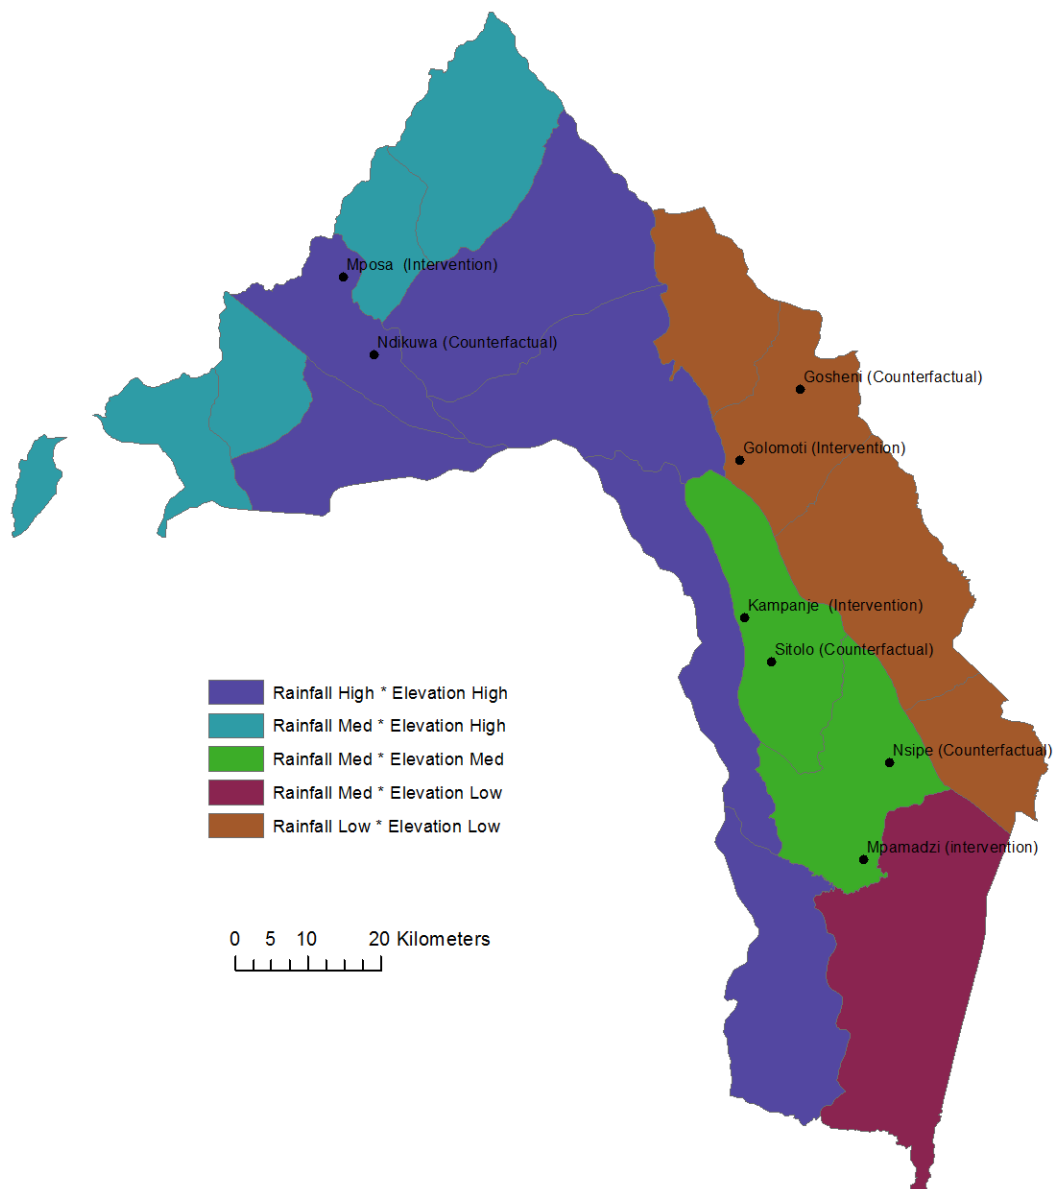 Mposa  (Intervention)
Ndikuwa (Counterfactual)
Gosheni (Counterfactual)
Golomoti (Intervention)
Kampanje  (Intervention)
Sitolo (Counterfactual)
Nsipe (Counterfactual)
Mpamadzi (intervention)
Rainfall High * Elevation High
Rainfall Med * Elevation High
Rainfall Med * Elevation Med
Rainfall Med * Elevation Low
Rainfall Low * Elevation Low
0 5 10 20 Kilometers